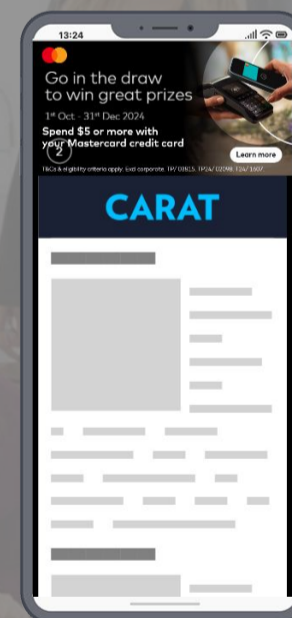 13:24
Go in the draw
to win great prizes
1st Oct - 31st Dec 2024
Spend $5 or more with
your Mastercard credit card
2
Learn more
T&Cs & eligibility criteria apply. Excl corporate.
CARAT